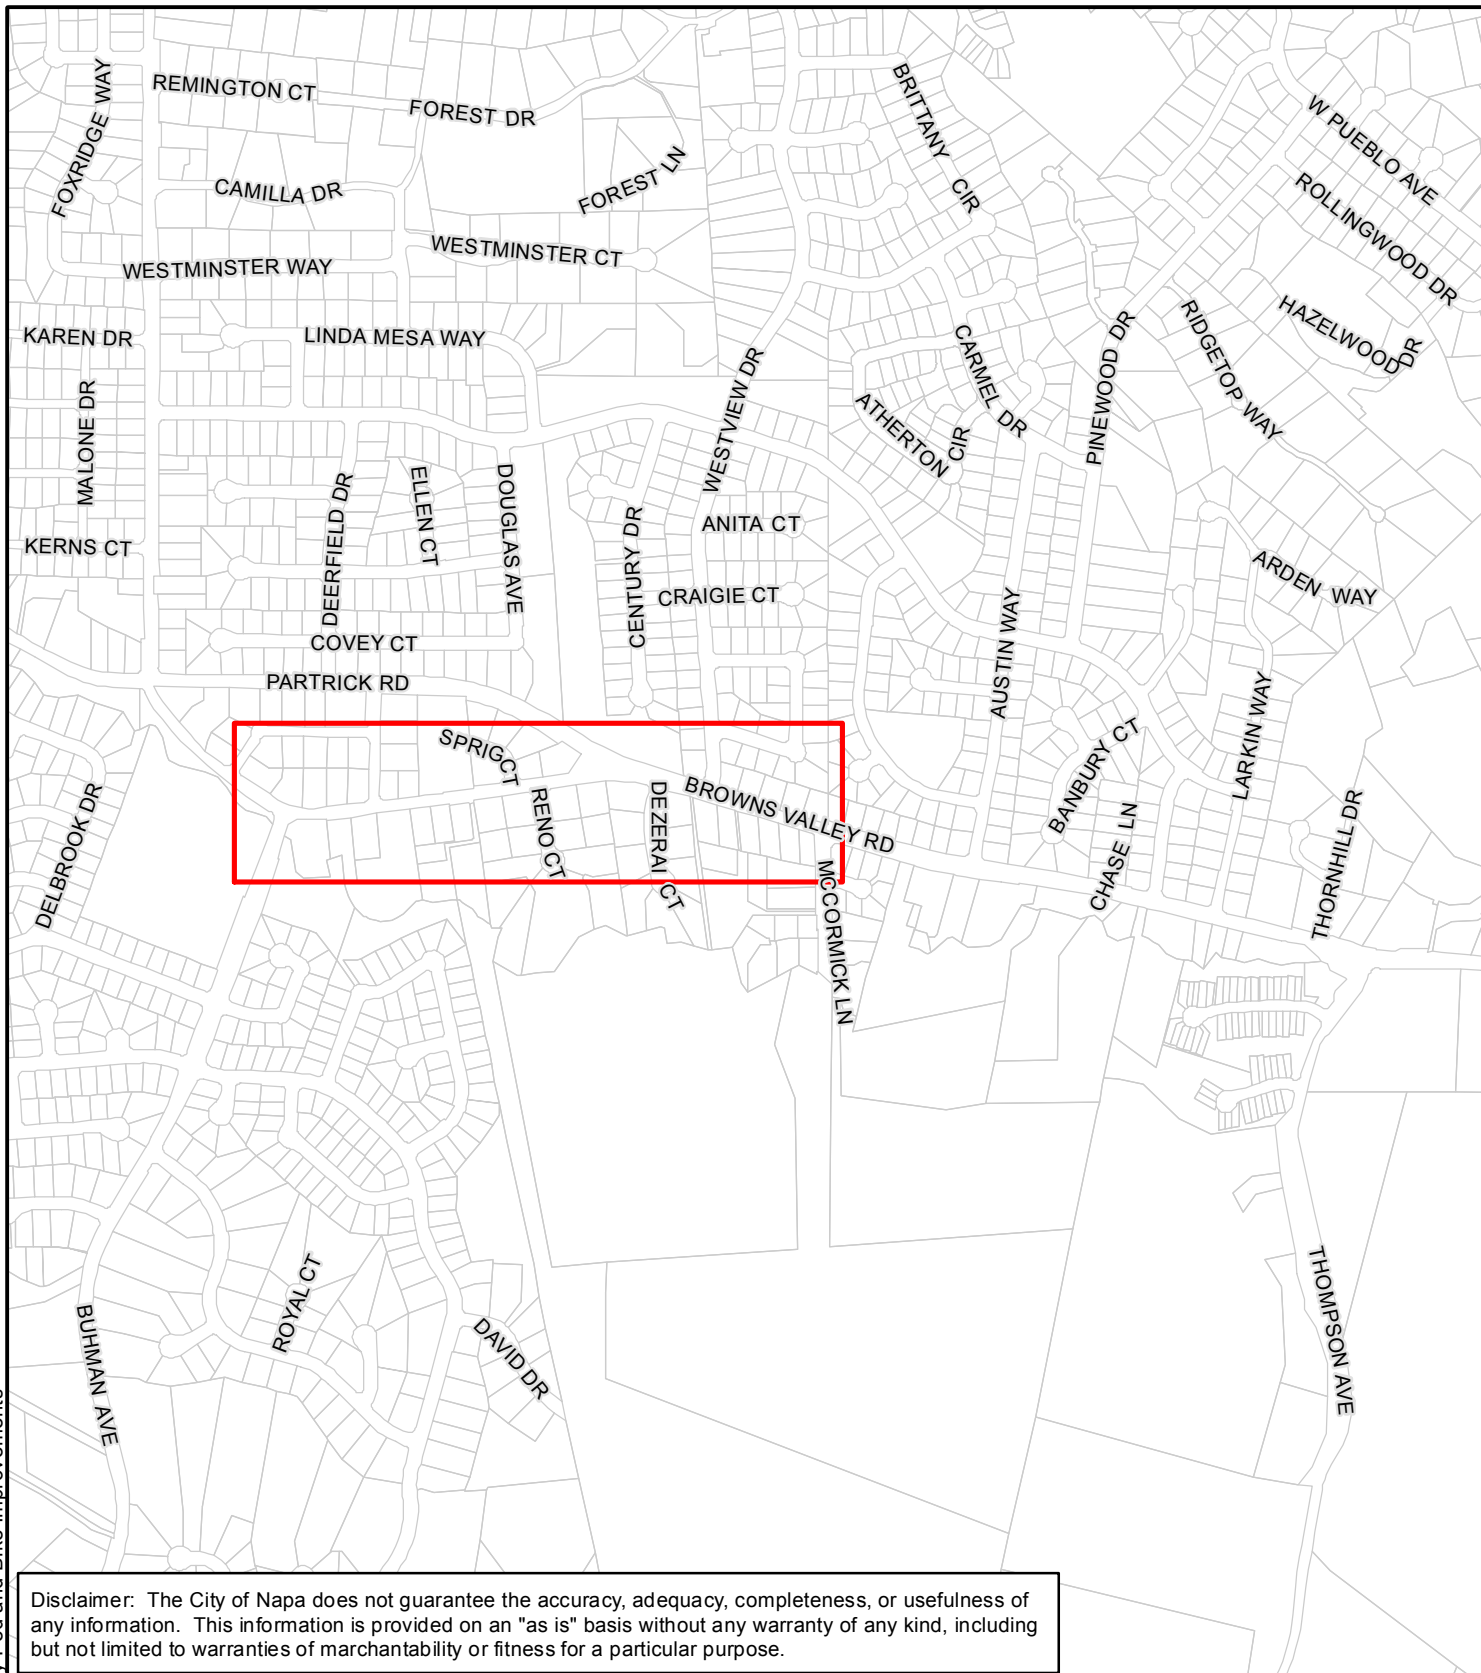 REMINGTON CT
FOREST DR
FOXRIDGE WAY
BRITTANY CIR
W PUEBLO AVE
ROLLINGWOOD DR
CAMILLA DR
FOREST LN
WESTMINSTER CT
WESTMINSTER WAY
HAZELWOOD DR
RIDGETOP WAY
KAREN DR
LINDA MESA WAY
PINEWOOD DR
CARMEL DR
WESTVIEW DR
ATHERTON CIR
MALONE DR
DEERFIELD DR
ELLEN CT
DOUGLAS AVE
ANITA CT
KERNS CT
CENTURY DR
CRAIGIE CT
ARDEN WAY
COVEY CT
AUSTIN WAY
PARTRICK RD
LARKIN WAY
SPRIG CT
BANBURY CT
DELBROOK DR
RENO CT
DEZERAI CT
BROWNS VALLEY RD
CHASE LN
THORNHILL DR
MCCORMICK LN
ROYAL CT
BUHMAN AVE
DAVID DR
THOMPSON AVE
Disclaimer: The City of Napa does not guarantee the accuracy, adequacy, completeness, or usefulness of
any information. This information is provided on an "as is" basis without any warranty of any kind, including
but not limited to warranties of marchantability or fitness for a particular purpose.